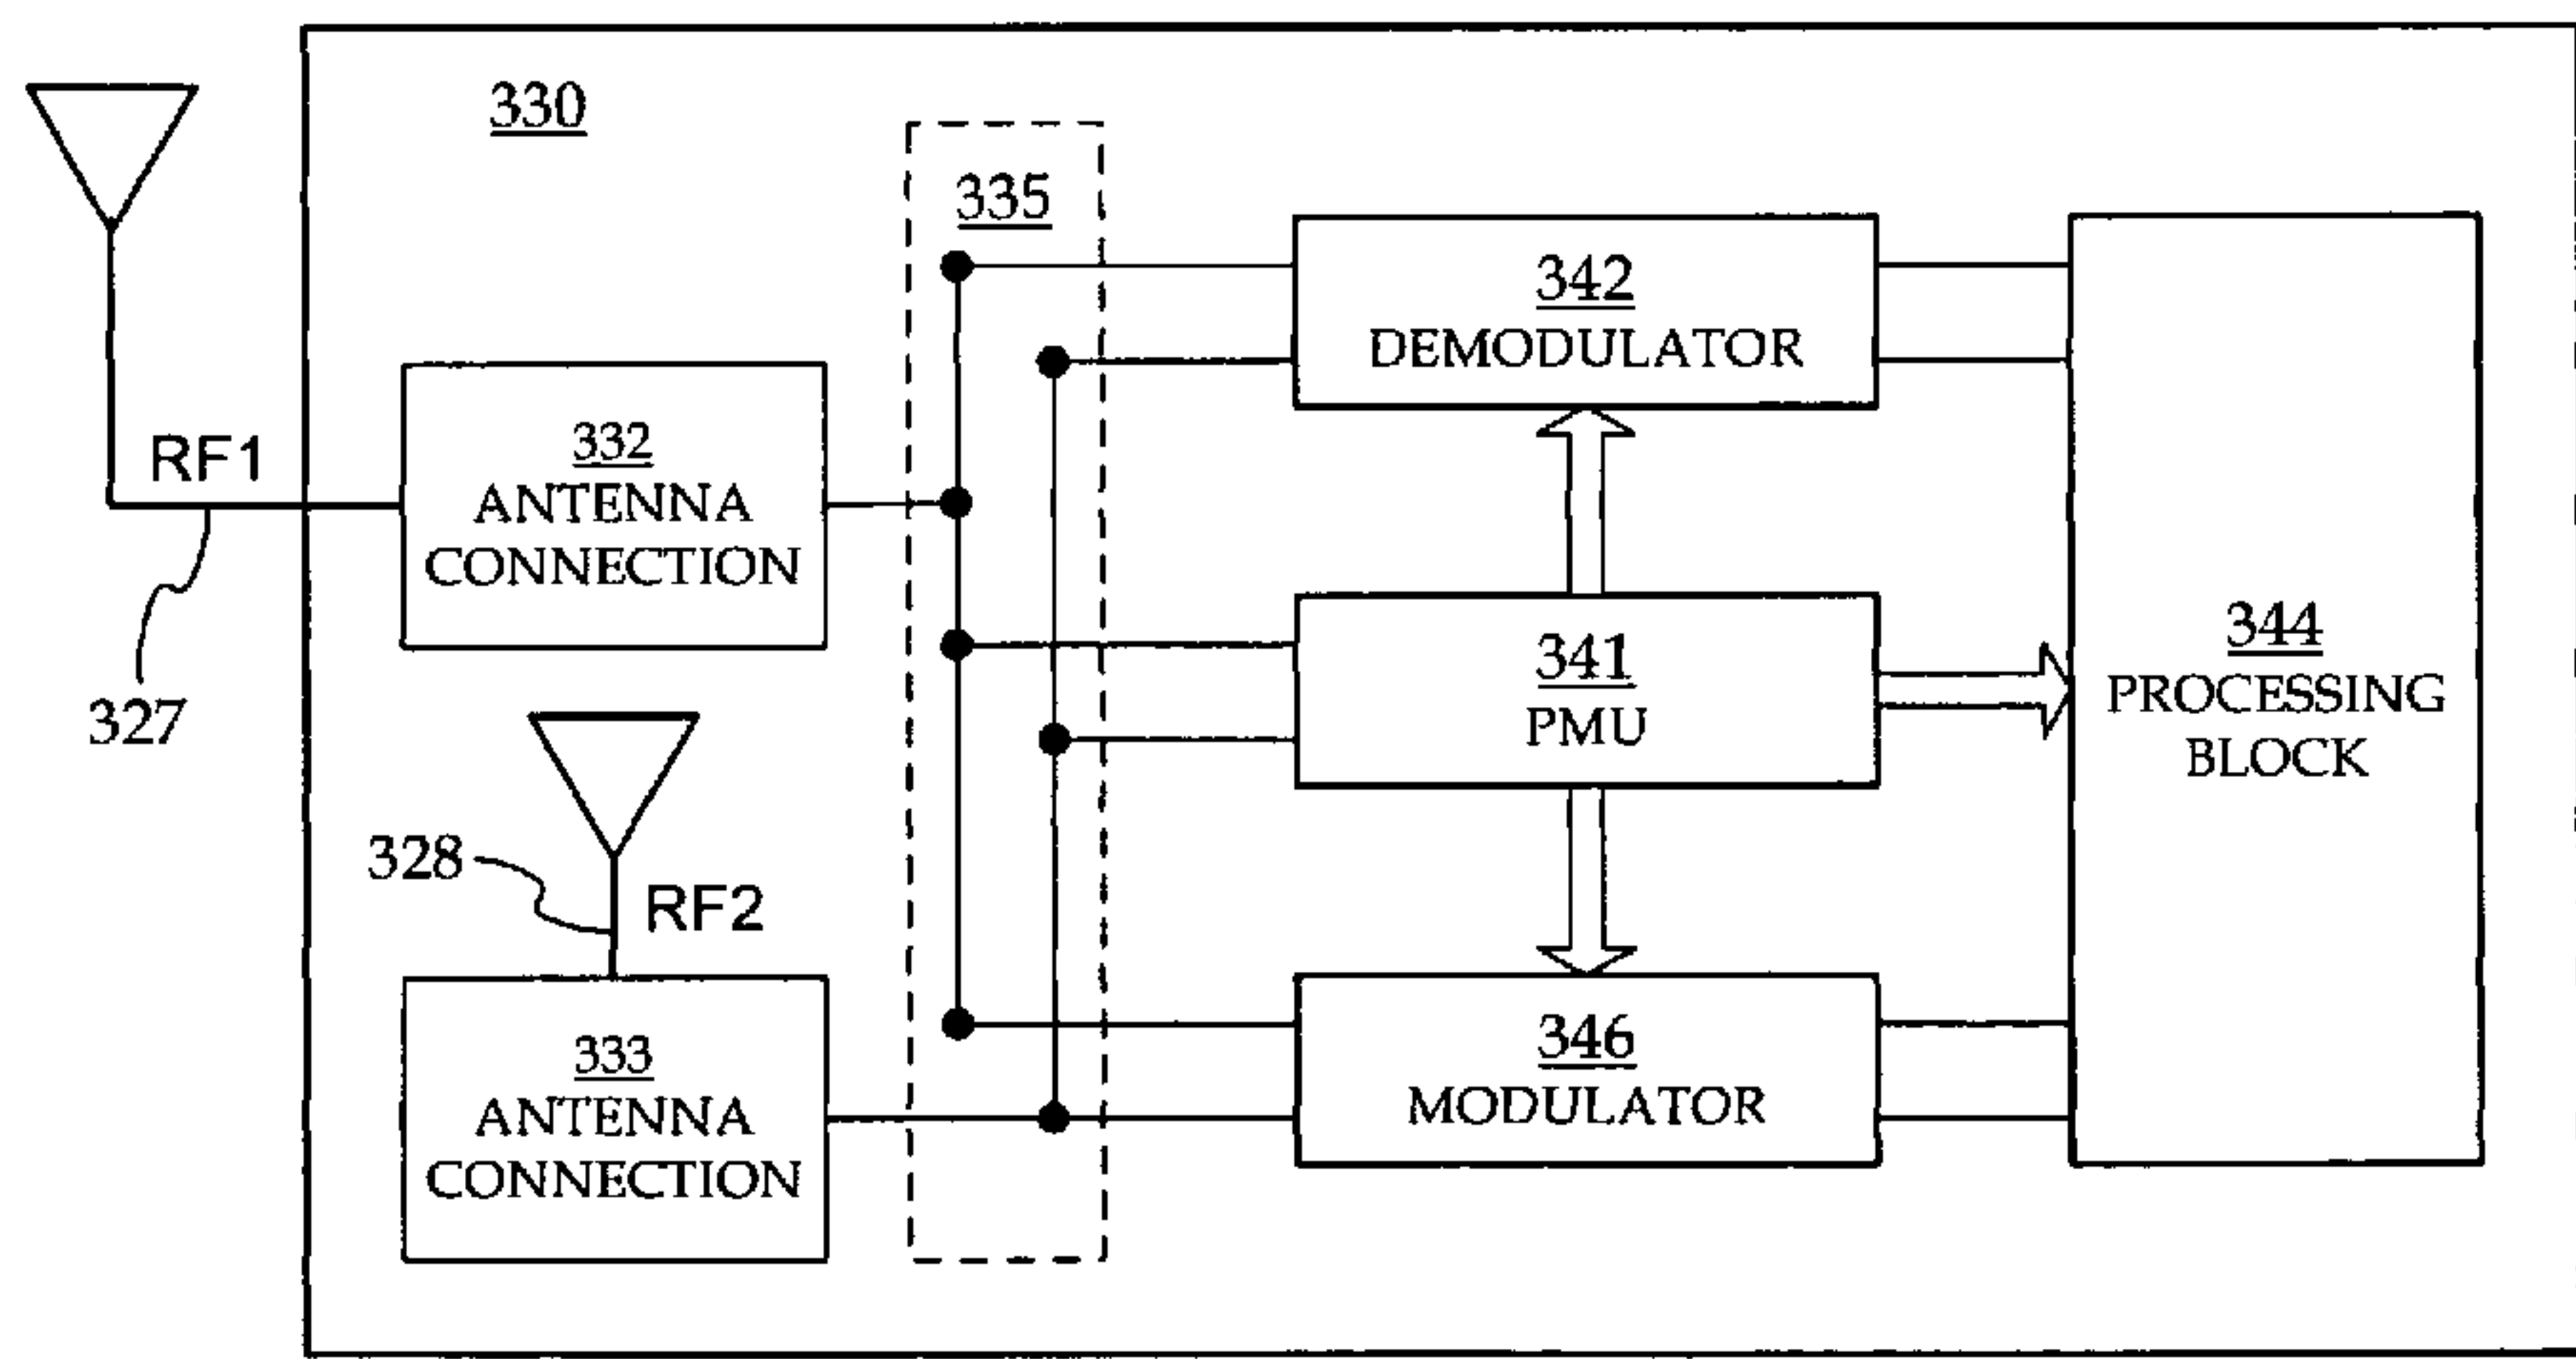 330
335
342
DEMODULATOR
RF1
332
ANTENNA
CONNECTION
327
341
PMU
344
PROCESSING
BLOCK
328
RF2
333
ANTENNA
CONNECTION
346
MODULATOR